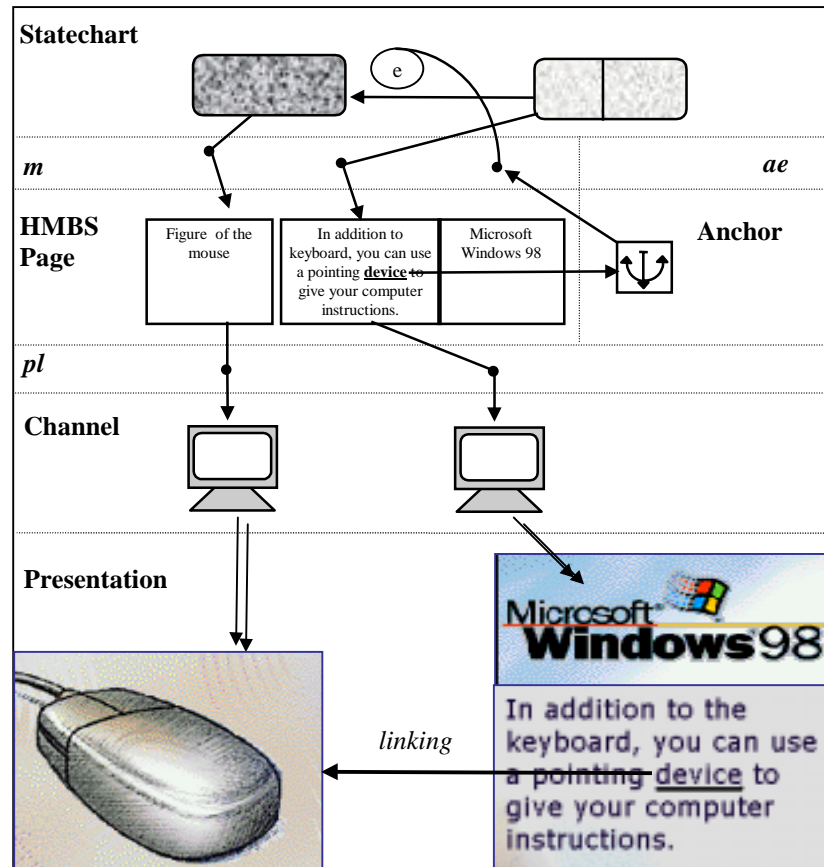 Statechart
e
m
ae
HMBS
Page
Figure of the
mouse
In addition to
keyboard, you can use
a pointing device to
give your computer
instructions.
Microsoft
Windows 98
Anchor
pl
Channel
Presentation
Microsoft
Windows 98
In addition to the
keyboard, you can use
a pointing device to
give your computer
instructions.
linking